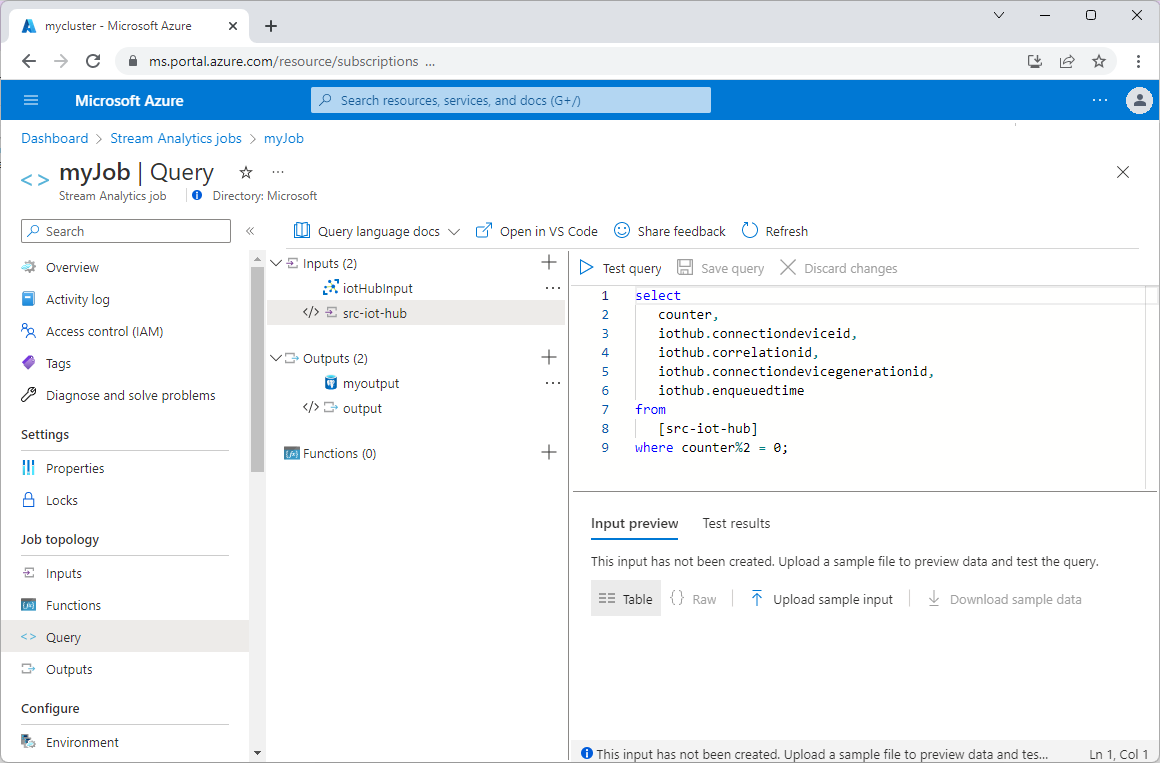 mycluster - Microsoft Azure
ms.portal.azure.com/resource/subscriptions ...
Microsoft Azure
Search resources, services, and docs (G+/)
Dashboard > Stream Analytics jobs > myJob
<> myJob | Query
Stream Analytics job
Directory: Microsoft
Search
Overview
Activity log
Access control (IAM)
Tags
Diagnose and solve problems
Settings
Properties
Locks
Job topology
Inputs
Functions
<> Query
Outputs
Configure
Environment
Query language docs
Open in VS Code
Share feedback
Refresh
Inputs (2)
iotHubInput
</> src-iot-hub
Outputs (2)
myoutput
</> output
Functions (0)
Test query
Save query
Discard changes
1 select
2 counter,
3 iothub.connectiondeviceid,
4 iothub.correlationid,
5 iothub.connectiondevicegenerationid,
6 iothub.enqueuedtime
7 from
8 [src-iot-hub]
9 where counter%2 = 0;
Input preview
Test results
This input has not been created. Upload a sample file to preview data and test the query.
Table
{} Raw
Upload sample input
Download sample data
This input has not been created. Upload a sample file to preview data and tes...
Ln 1, Col 1